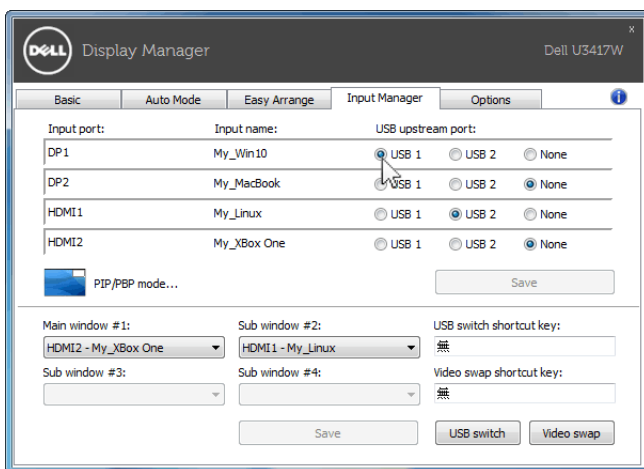 x
DELL Display Manager Dell U3417W
Basic Auto Mode Easy Arrange Input Manager Options
Input port: Input name: USB upstream port:
DP1 My_Win10 USB 1 USB 2 None
DP2 My_MacBook USB 1 USB 2 None
HDMI1 My_Linux USB 1 USB 2 None
HDMI2 My_XBox One USB 1 USB 2 None
PIP/PBP mode... Save
Main window #1: Sub window #2: USB switch shortcut key:
HDMI2 - My_XBox One HDMI1 - My_Linux 無
Sub window #3: Sub window #4: Video swap shortcut key:
無
Save USB switch Video swap